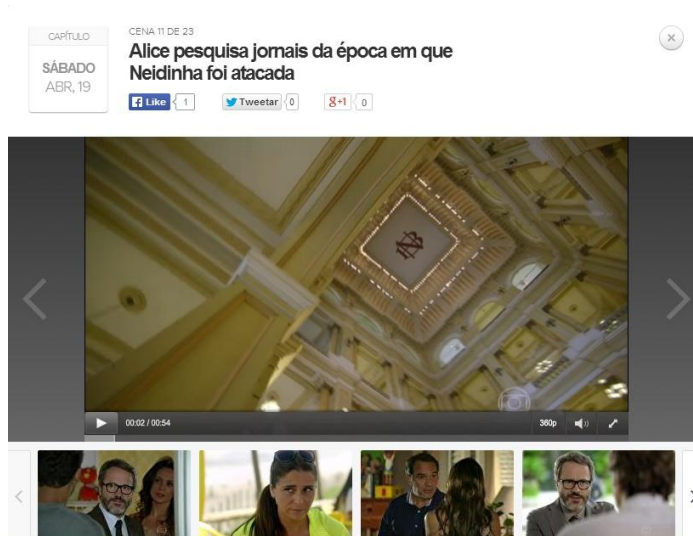 CAPÍTULO
SÁBADO
ABR, 19
CENA 11 DE 23
Alice pesquisa jornais da época em que
Neidinha foi atacada
Like 1
Tweetar 0
g+1 0
00:02 / 00:54
360p